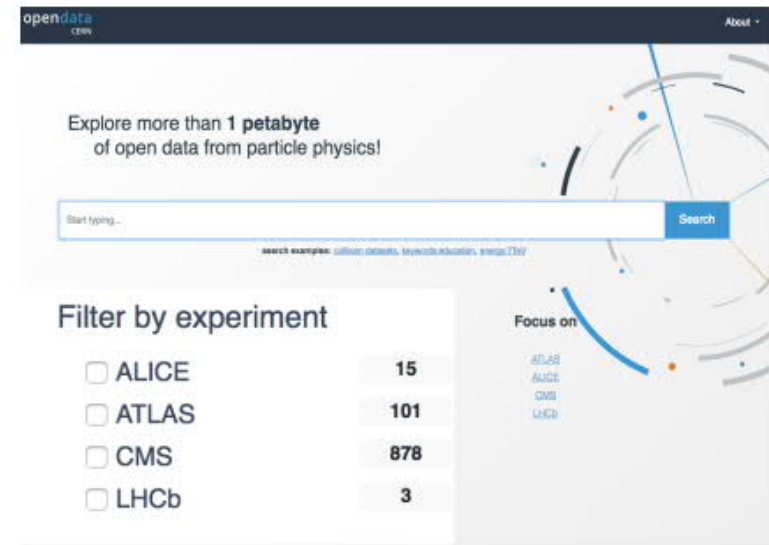 opendata
CERN
About
Explore more than 1 petabyte
of open data from particle physics!
Start typing...
Search
search examples: collision datasets, keywords:education, energy:7TeV
Filter by experiment
Focus on
ALICE 15
ATLAS 101
CMS 878
LHCb 3
ATLAS
ALICE
CMS
LHCb